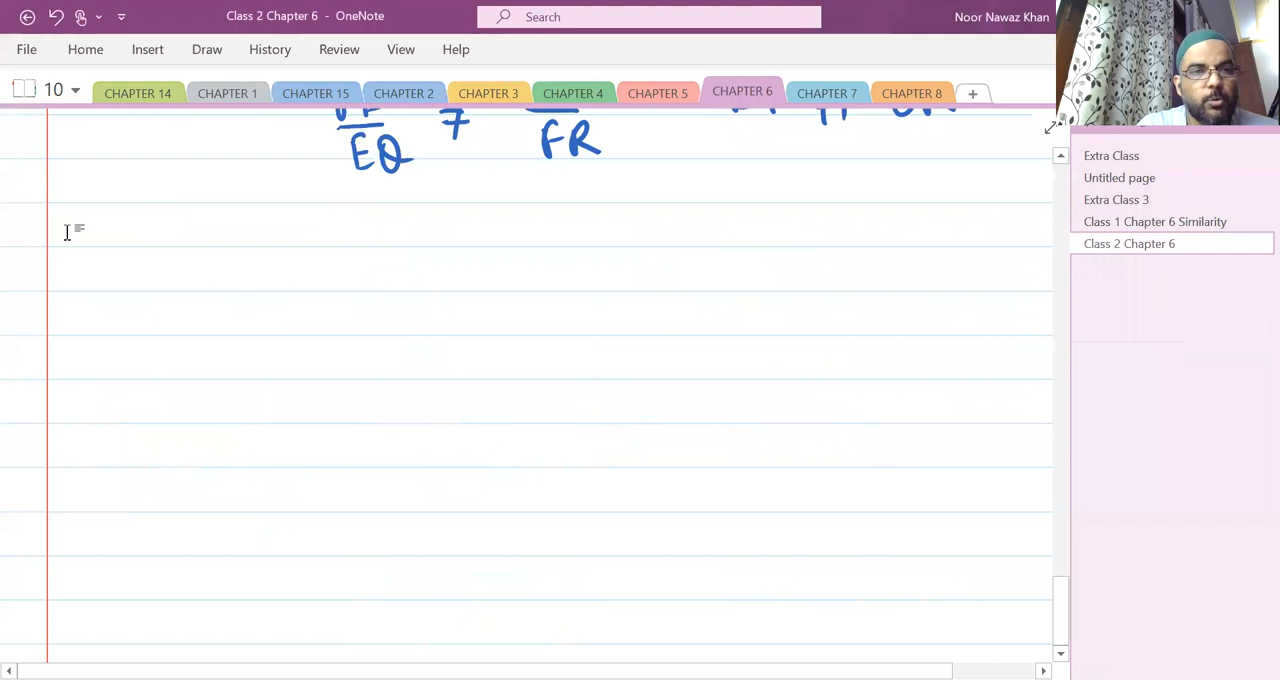 Class 2 Chapter 6 - OneNote
Search
Noor Nawaz Khan
File Home Insert Draw History Review View Help
10 CHAPTER 14 CHAPTER 1 CHAPTER 15 CHAPTER 2 CHAPTER 3 CHAPTER 4 CHAPTER 5 CHAPTER 6 CHAPTER 7 CHAPTER 8 +
EQ FR
Extra Class
Untitled page
Extra Class 3
Class 1 Chapter 6 Similarity
Class 2 Chapter 6